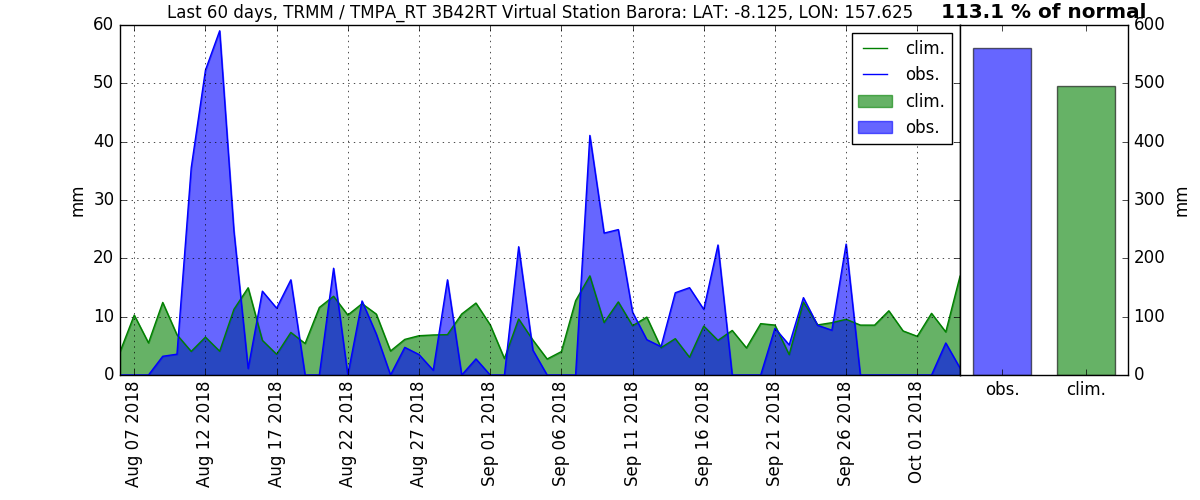 Last 60 days, TRMM / TMPA_RT 3B42RT Virtual Station Barora: LAT: -8.125, LON: 157.625
113.1 % of normal
60
50
40
30
20
10
0
mm
clim.
obs.
clim.
obs.
600
500
400
300
200
100
0
mm
obs.
clim.
Aug 07 2018
Aug 12 2018
Aug 17 2018
Aug 22 2018
Aug 27 2018
Sep 01 2018
Sep 06 2018
Sep 11 2018
Sep 16 2018
Sep 21 2018
Sep 26 2018
Oct 01 2018